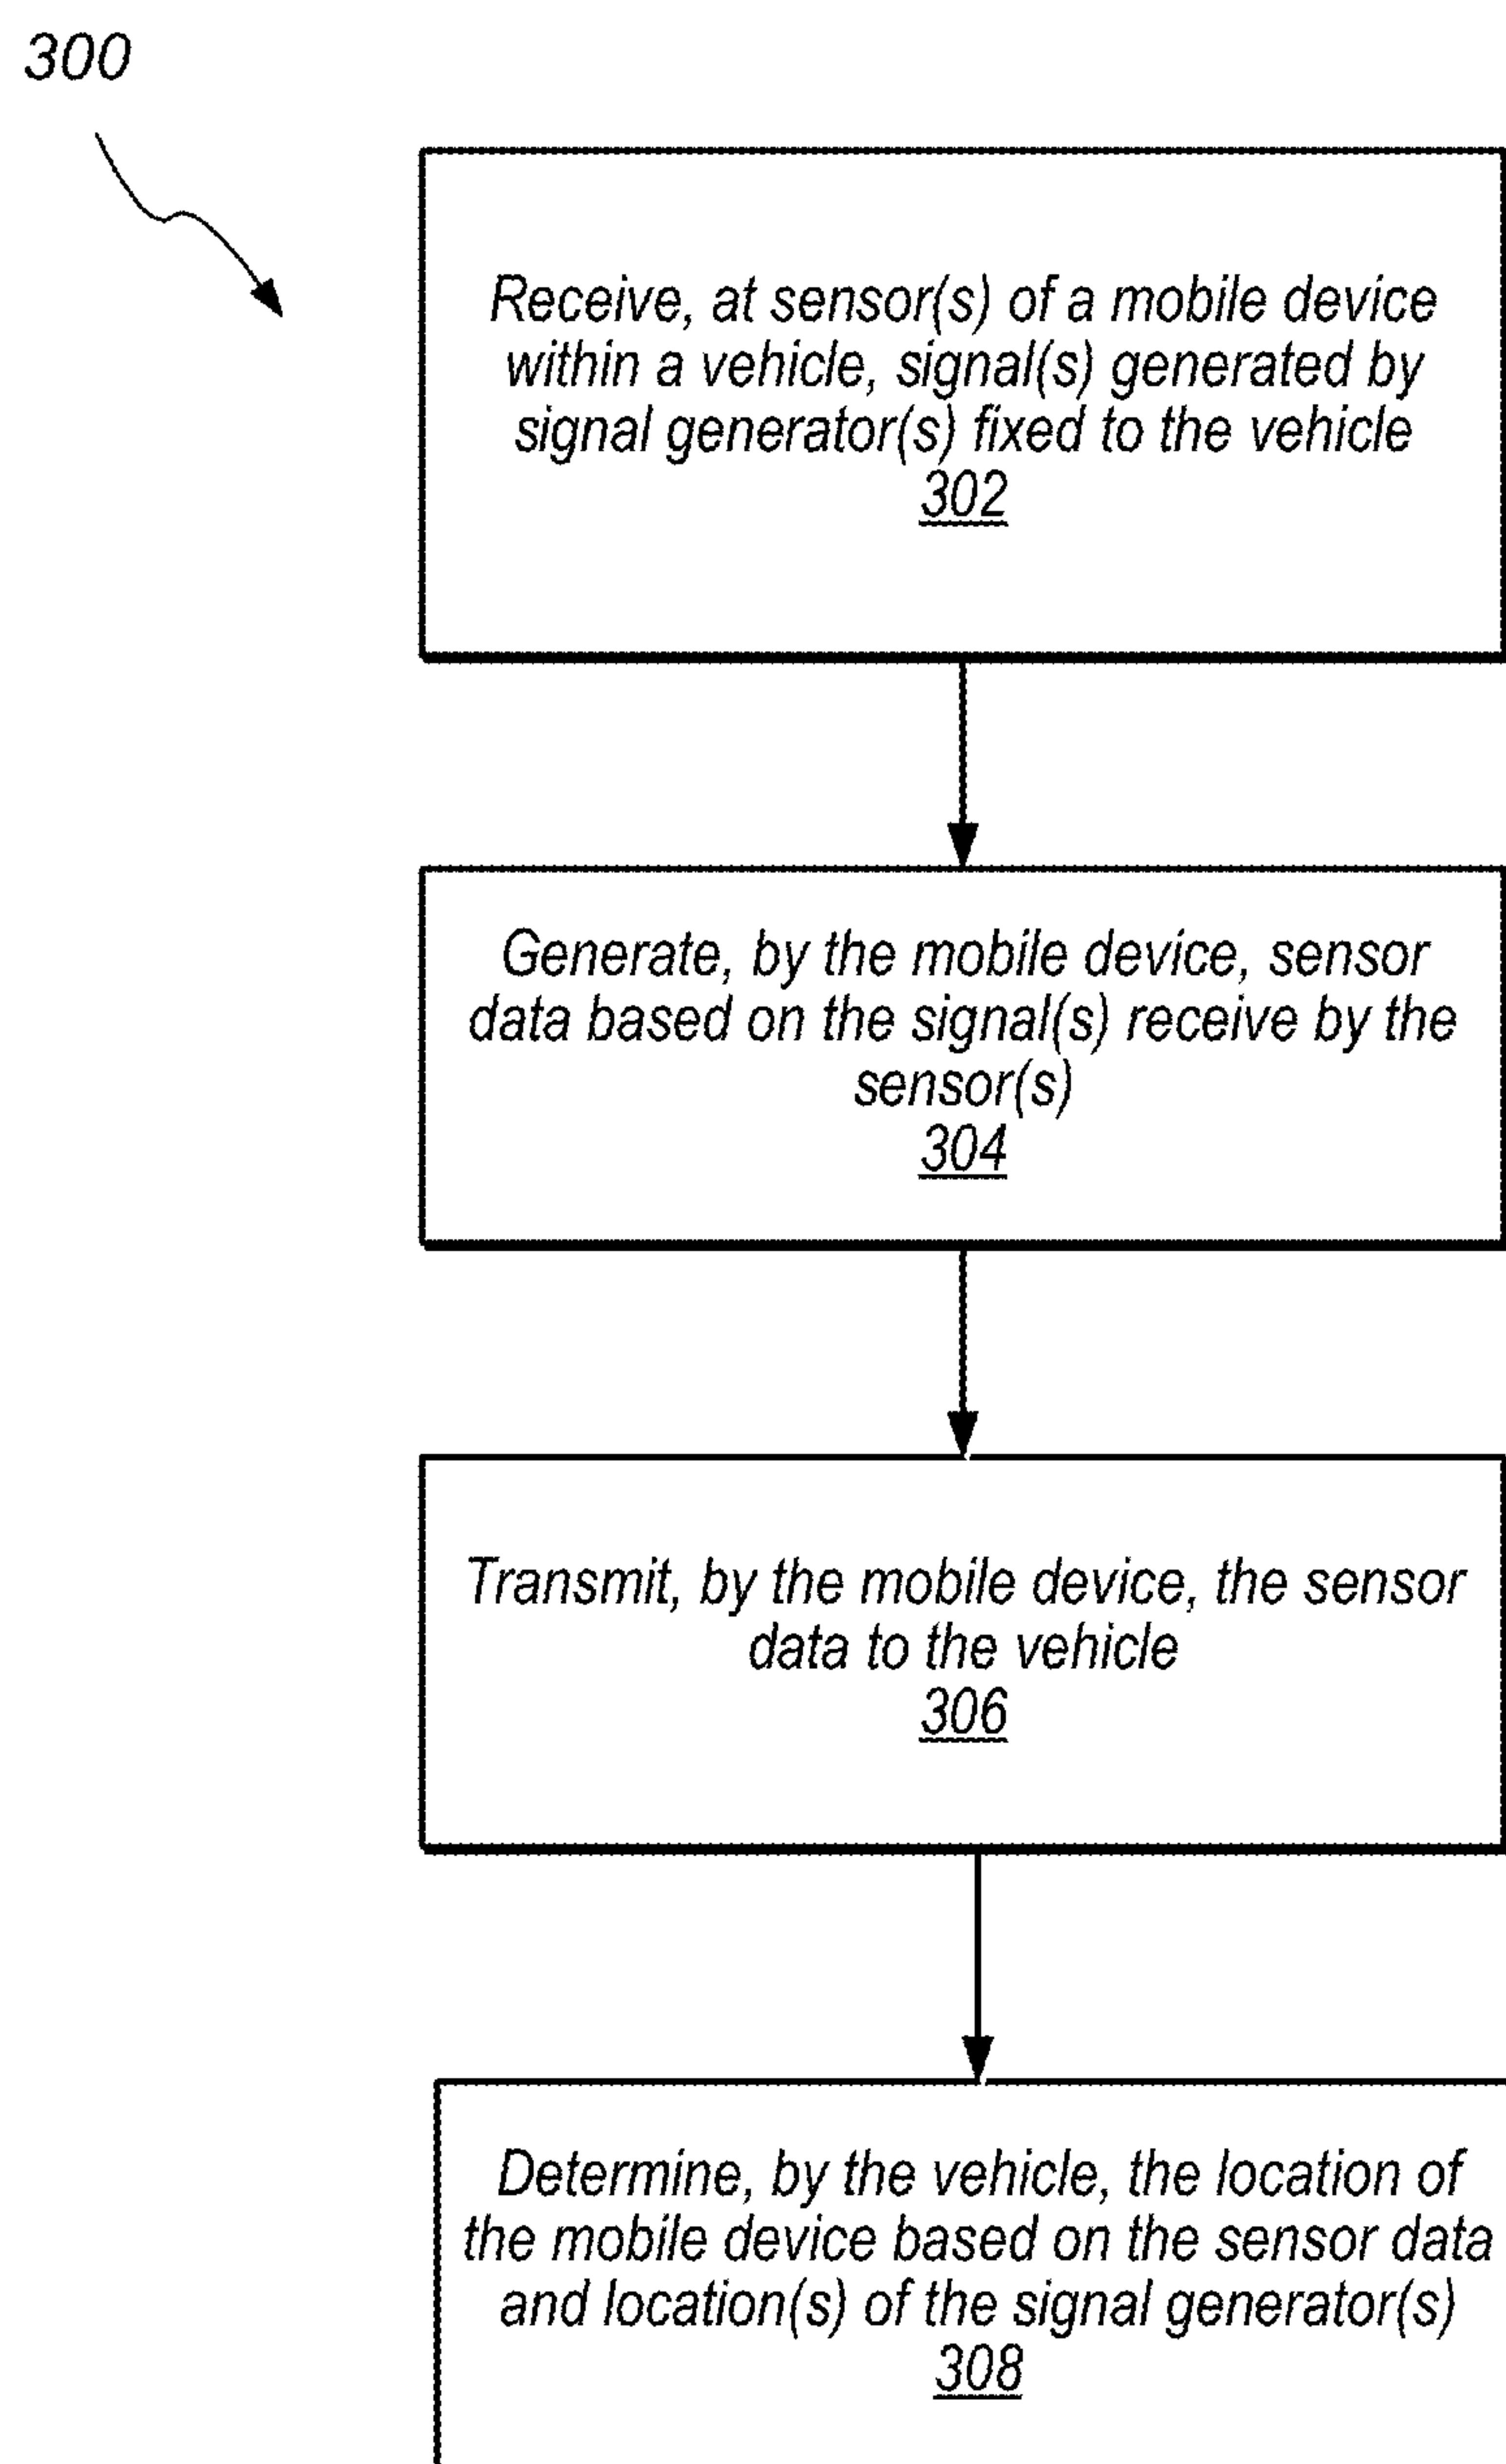 300
Receive, at sensor(s) of a mobile device
within a vehicle, signal(s) generated by
signal generator(s) fixed to the vehicle
302
Generate, by the mobile device, sensor
data based on the signal(s) receive by the
sensor(s)
304
Transmit, by the mobile device, the sensor
data to the vehicle
306
Determine, by the vehicle, the location of
the mobile device based on the sensor data
and location(s) of the signal generator(s)
308